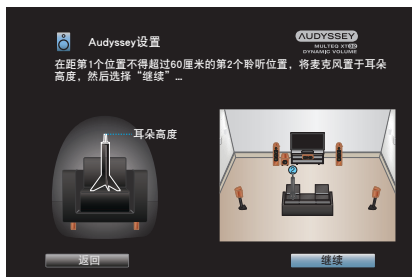 Audyssey设置
AUDYSSEY
MULTEQ XT32
DYNAMIC VOLUME
在距第1个位置不得超过60厘米的第2个聆听位置，将麦克风置于耳朵
高度，然后选择“继续”…
耳朵高度
2
返回
继续